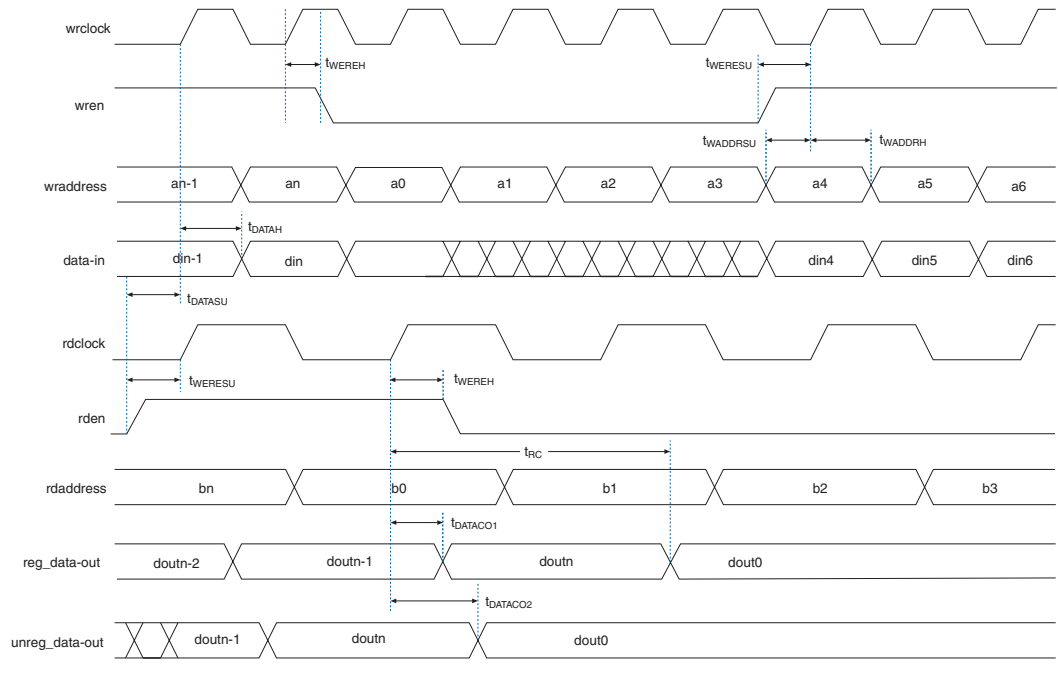 wrclock
tWEREH
tWERESU
wren
tWADDRSU tWADDRH
wraddress an-1 an a0 a1 a2 a3 a4 a5 a6
tDATAH
data-in din-1 din din4 din5 din6
tDATASU
rdclock
tWERESU tWEREH
rden
tRC
rdaddress bn b0 b1 b2 b3
tDATACO1
reg_data-out doutn-2 doutn-1 doutn dout0
tDATACO2
unreg_data-out doutn-1 doutn dout0